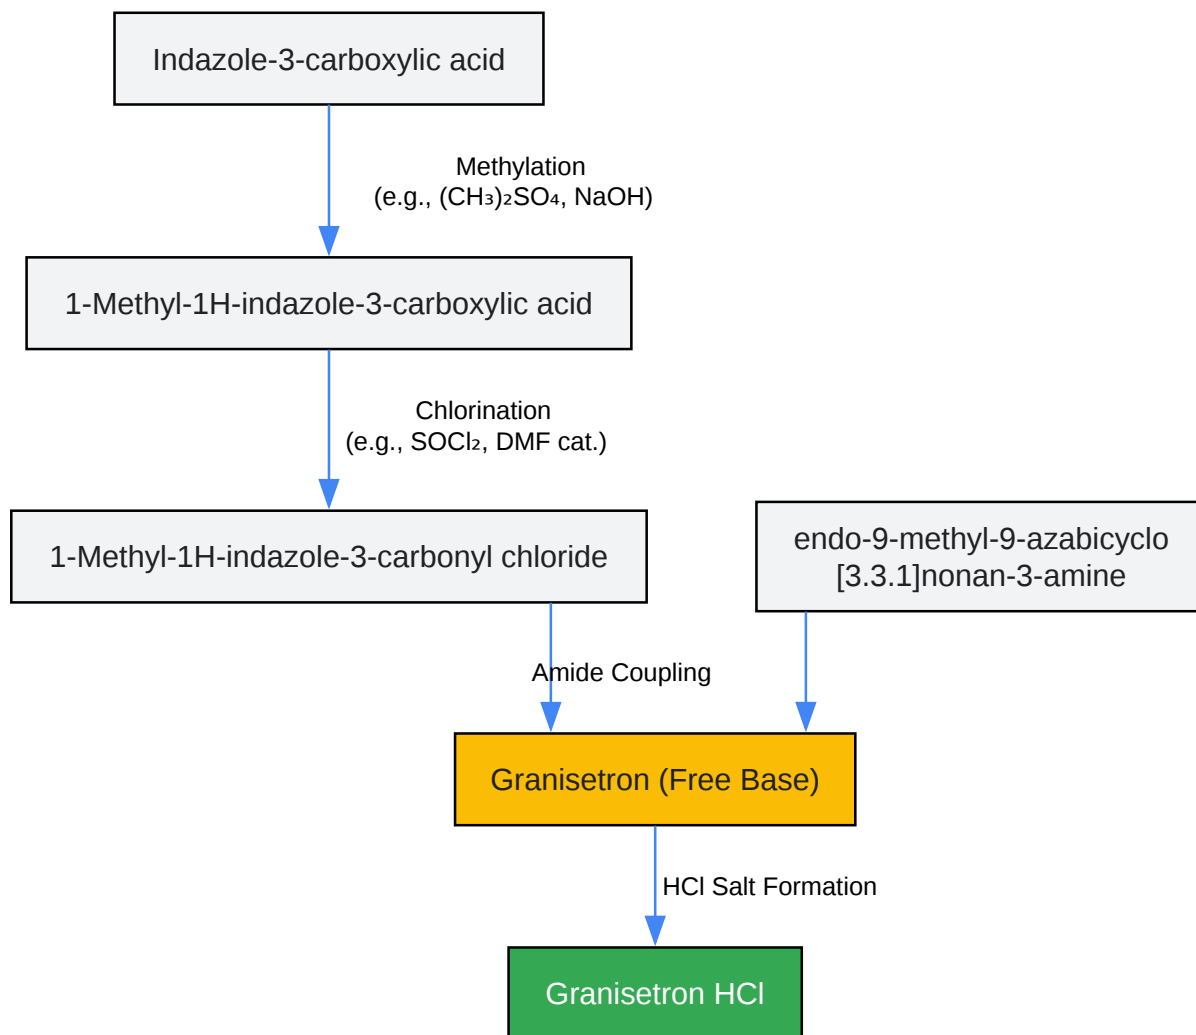 Indazole-3-carboxylic acid
Methylation
(e.g., (CH₃)₂SO₄, NaOH)
1-Methyl-1H-indazole-3-carboxylic acid
Chlorination
(e.g., SOCl₂, DMF cat.)
1-Methyl-1H-indazole-3-carbonyl chloride
endo-9-methyl-9-azabicyclo
[3.3.1]nonan-3-amine
Amide Coupling
Granisetron (Free Base)
HCl Salt Formation
Granisetron HCl